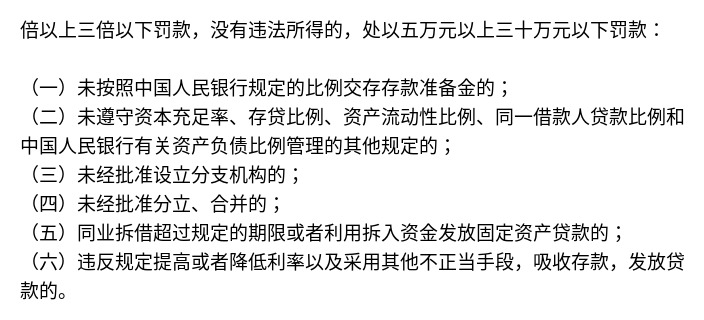 倍以上三倍以下罚款，没有违法所得的，处以五万元以上三十万元以下罚款：
（一）未按照中国人民银行规定的比例交存存款准备金的；
（二）未遵守资本充足率、存贷比例、资产流动性比例、同一借款人贷款比例和
中国人民银行有关资产负债比例管理的其他规定的；
（三）未经批准设立分支机构的；
（四）未经批准分立、合并的；
（五）同业拆借超过规定的期限或者利用拆入资金发放固定资产贷款的；
（六）违反规定提高或者降低利率以及采用其他不正当手段，吸收存款，发放贷
款的。